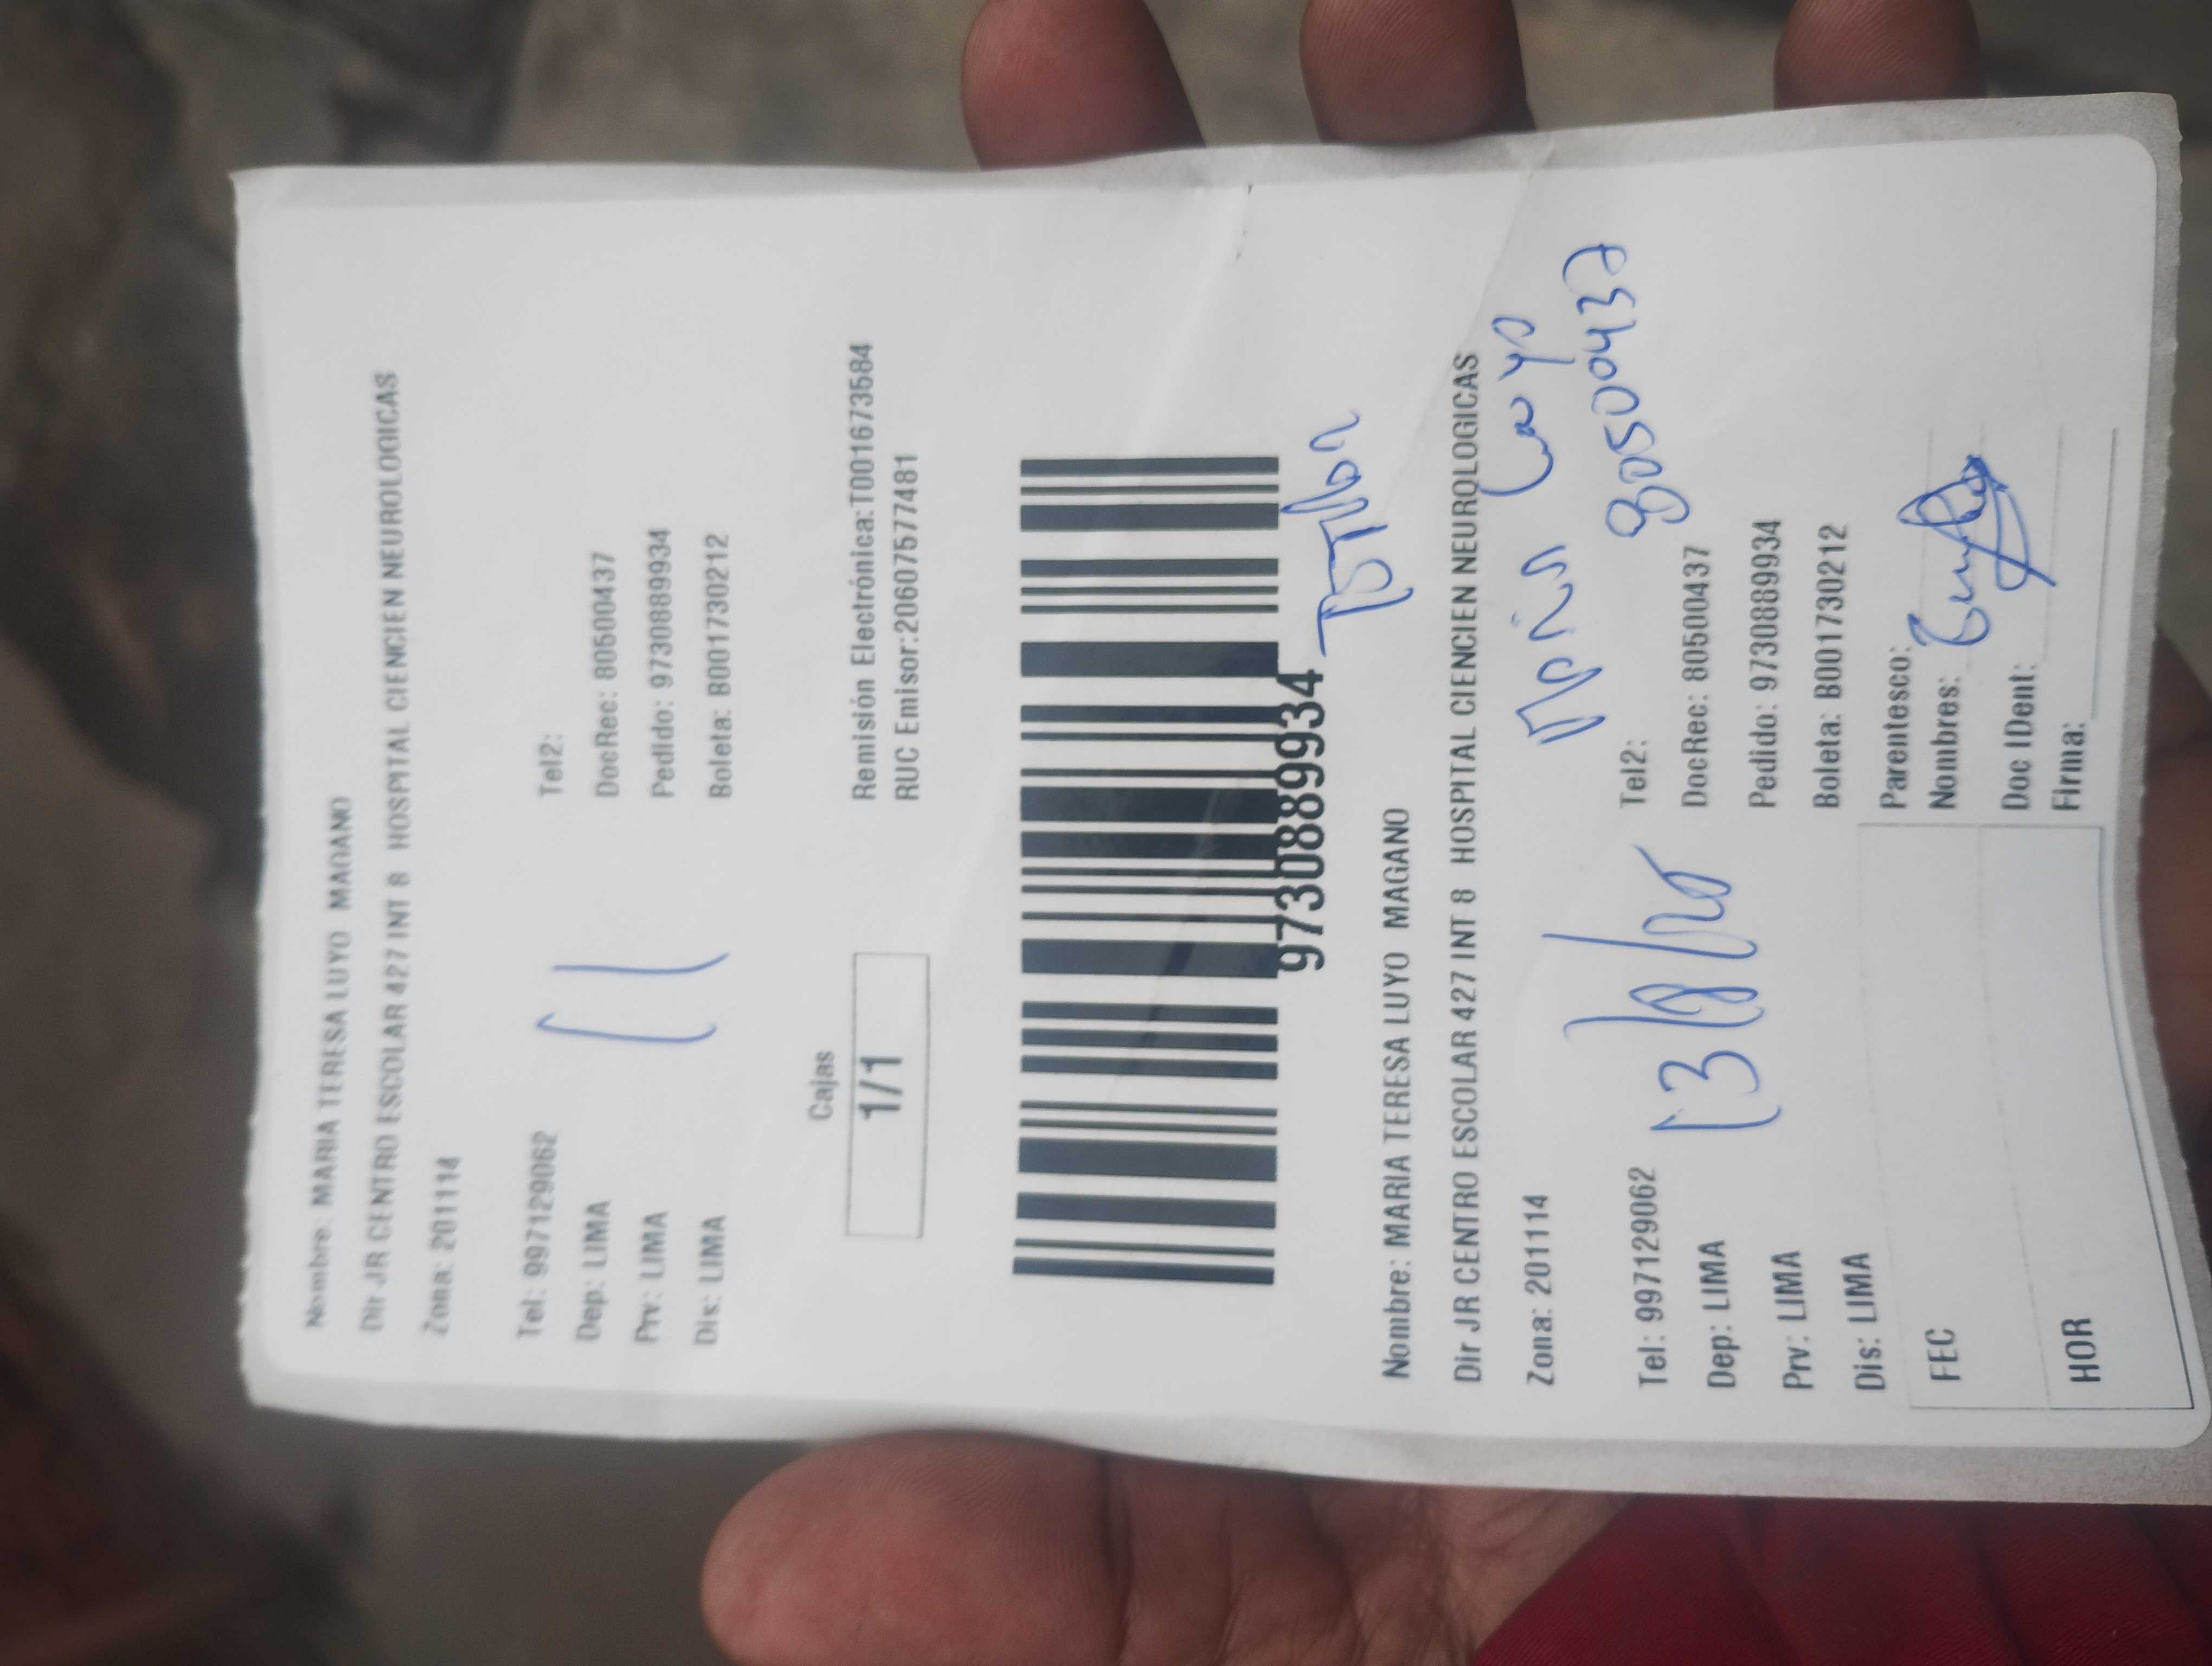 Nombre: MARIA TERESA LUYO MAGANO
Dir JR CENTRO ESCOLAR 427 INT 8 HOSPITAL CIENCIEN NEUROLOGICAS
Zona: 201114
Tel: 997129062 Tel2:
Dep: LIMA DocRec: 80500437
Prv: LIMA Pedido: 9730889934
Dis: LIMA Boleta: B001730212
Cajas
1/1
Remisión Electrónica:T001673584
RUC Emisor:20607577481
9730889934
Nombre: MARIA TERESA LUYO MAGANO
Dir JR CENTRO ESCOLAR 427 INT 8 HOSPITAL CIENCIEN NEUROLOGICAS
Zona: 201114
Luyo
80500437
Tel: 997129062 Tel2:
Dep: LIMA DocRec: 80500437
Prv: LIMA Pedido: 9730889934
Dis: LIMA Boleta: B001730212
Parentesco:
FEC Nombres:
Doc IDent:
HOR Firma: